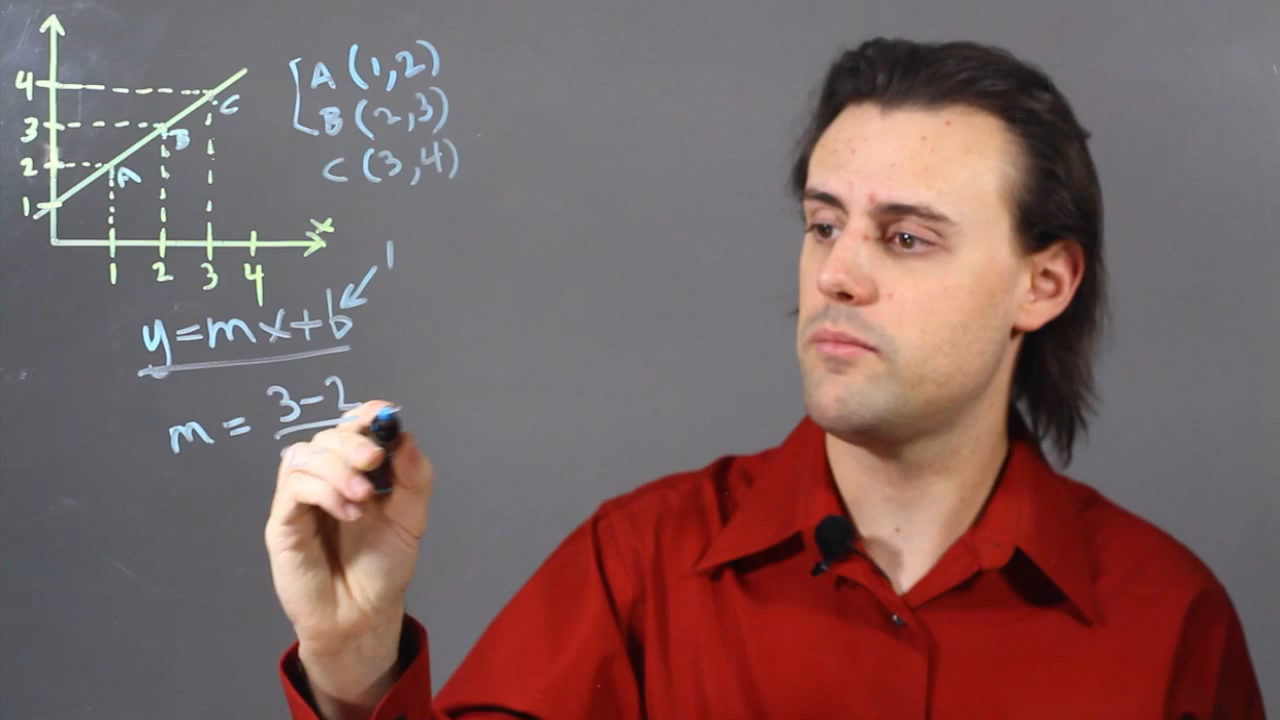 4
3
2
1
A
B
C
x
1 2 3 4
A (1,2)
B (2,3)
C (3,4)
1
y=mx+b
m = 3-2